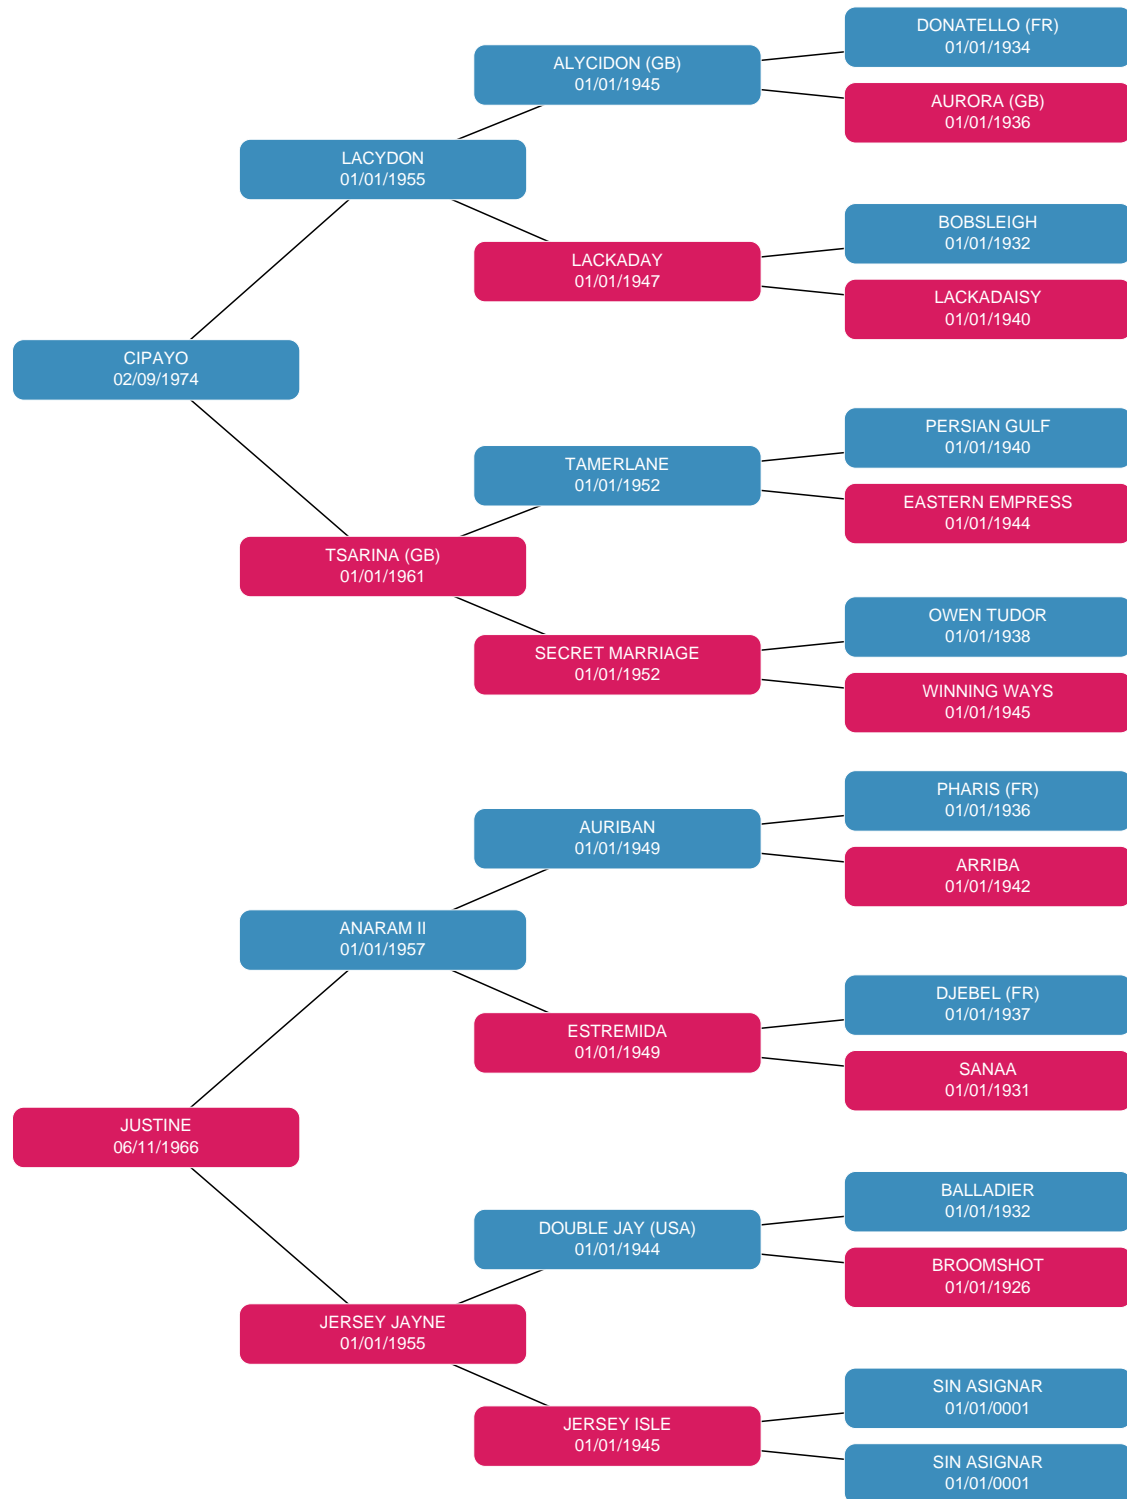 DONATELLO (FR)
01/01/1934
ALYCIDON (GB)
01/01/1945
AURORA (GB)
01/01/1936
LACYDON
01/01/1955
BOBSLEIGH
01/01/1932
LACKADAY
01/01/1947
LACKADAISY
01/01/1940
CIPAYO
02/09/1974
PERSIAN GULF
01/01/1940
TAMERLANE
01/01/1952
EASTERN EMPRESS
01/01/1944
TSARINA (GB)
01/01/1961
OWEN TUDOR
01/01/1938
SECRET MARRIAGE
01/01/1952
WINNING WAYS
01/01/1945
PHARIS (FR)
01/01/1936
AURIBAN
01/01/1949
ARRIBA
01/01/1942
ANARAM II
01/01/1957
DJEBEL (FR)
01/01/1937
ESTREMIDA
01/01/1949
SANAA
01/01/1931
JUSTINE
06/11/1966
BALLADIER
01/01/1932
DOUBLE JAY (USA)
01/01/1944
BROOMSHOT
01/01/1926
JERSEY JAYNE
01/01/1955
SIN ASIGNAR
01/01/0001
JERSEY ISLE
01/01/1945
SIN ASIGNAR
01/01/0001